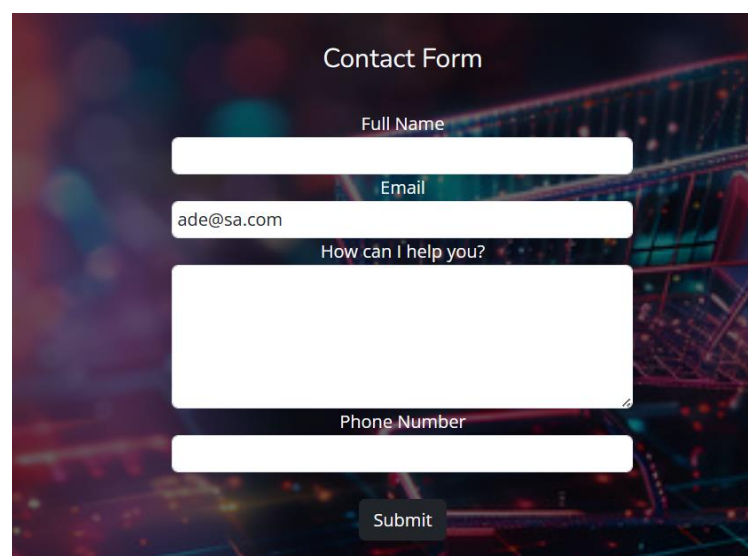 Contact Form
Full Name
Email
ade@sa.com
How can I help you?
Phone Number
Submit